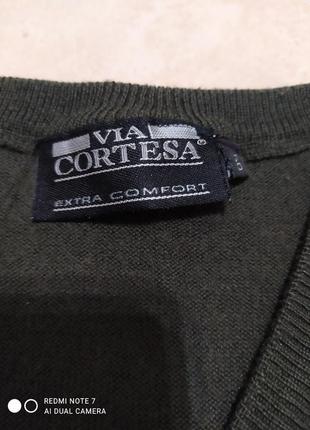 VIA
CORTESA®
EXTRA COMFORT
REDMI NOTE 7
AI DUAL CAMERA